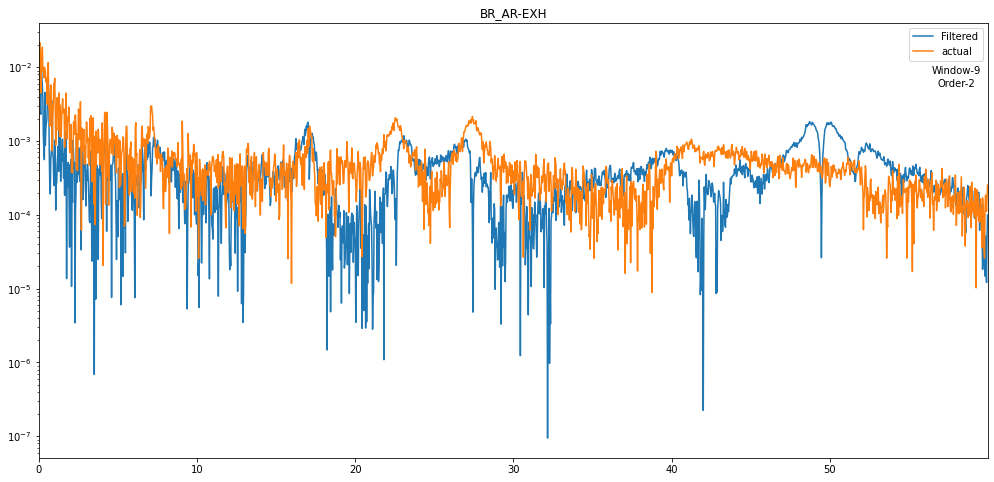 BR_AR-EXH
Filtered
actual
Window-9
Order-2
10⁻²
10⁻³
10⁻⁴
10⁻⁵
10⁻⁶
10⁻⁷
0 10 20 30 40 50